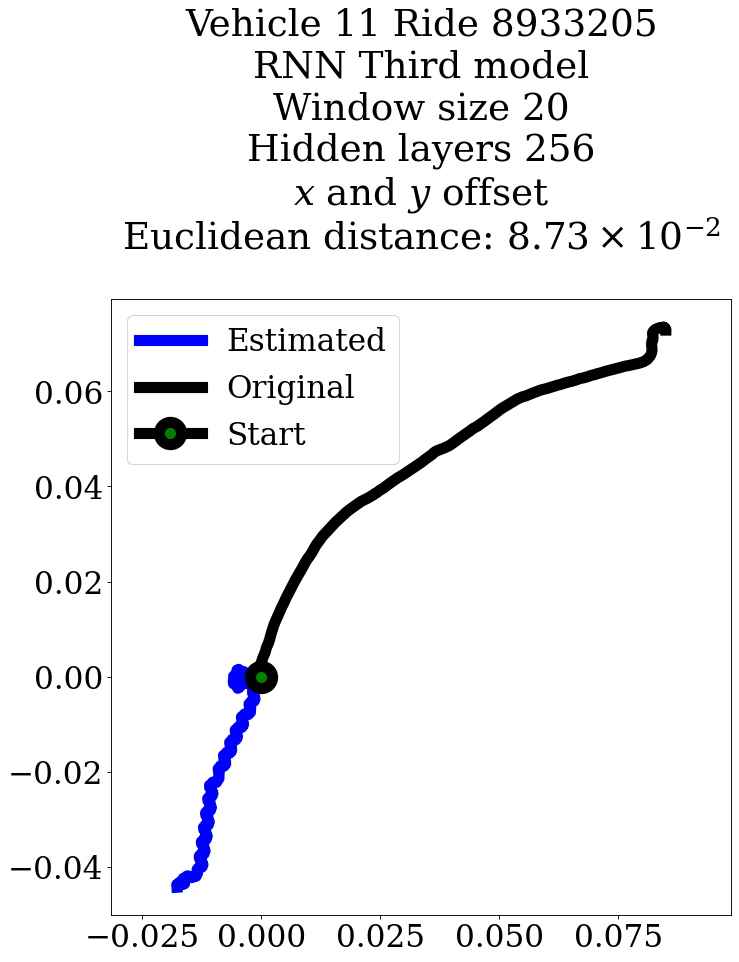 Vehicle 11 Ride 8933205
RNN Third model
Window size 20
Hidden layers 256
x and y offset
Euclidean distance: 8.73 × 10⁻²
Estimated
Original
Start
0.06
0.04
0.02
0.00
−0.02
−0.04
−0.025 0.000 0.025 0.050 0.075